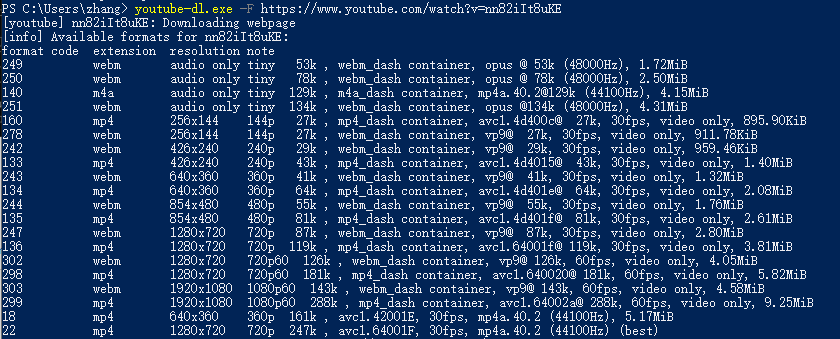 PS C:\Users\zhang> youtube-dl.exe -F https://www.youtube.com/watch?v=nn82iIt8uKE
[youtube] nn82iIt8uKE: Downloading webpage
[info] Available formats for nn82iIt8uKE:
format code  extension  resolution note
249          webm       audio only tiny   53k , webm_dash container, opus @ 53k (48000Hz), 1.72MiB
250          webm       audio only tiny   78k , webm_dash container, opus @ 78k (48000Hz), 2.50MiB
140          m4a        audio only tiny  129k , m4a_dash container, mp4a.40.2@129k (44100Hz), 4.15MiB
251          webm       audio only tiny  134k , webm_dash container, opus @134k (48000Hz), 4.31MiB
160          mp4        256x144    144p   27k , mp4_dash container, avc1.4d400c@  27k, 30fps, video only, 895.90KiB
278          webm       256x144    144p   27k , webm_dash container, vp9@  27k, 30fps, video only, 911.78KiB
242          webm       426x240    240p   29k , webm_dash container, vp9@  29k, 30fps, video only, 959.46KiB
133          mp4        426x240    240p   43k , mp4_dash container, avc1.4d4015@  43k, 30fps, video only, 1.40MiB
243          webm       640x360    360p   41k , webm_dash container, vp9@  41k, 30fps, video only, 1.32MiB
134          mp4        640x360    360p   64k , mp4_dash container, avc1.4d401e@  64k, 30fps, video only, 2.08MiB
244          webm       854x480    480p   55k , webm_dash container, vp9@  55k, 30fps, video only, 1.76MiB
135          mp4        854x480    480p   81k , mp4_dash container, avc1.4d401f@  81k, 30fps, video only, 2.61MiB
247          webm       1280x720   720p   87k , webm_dash container, vp9@  87k, 30fps, video only, 2.80MiB
136          mp4        1280x720   720p  119k , mp4_dash container, avc1.64001f@ 119k, 30fps, video only, 3.81MiB
302          webm       1280x720   720p60  126k , webm_dash container, vp9@ 126k, 60fps, video only, 4.05MiB
298          mp4        1280x720   720p60  181k , mp4_dash container, avc1.640020@ 181k, 60fps, video only, 5.82MiB
303          webm       1920x1080  1080p60  143k , webm_dash container, vp9@ 143k, 60fps, video only, 4.58MiB
299          mp4        1920x1080  1080p60  288k , mp4_dash container, avc1.64002a@ 288k, 60fps, video only, 9.25MiB
18           mp4        640x360    360p  161k , avc1.42001E, 30fps, mp4a.40.2 (44100Hz), 5.17MiB
22           mp4        1280x720   720p  247k , avc1.64001F, 30fps, mp4a.40.2 (44100Hz) (best)